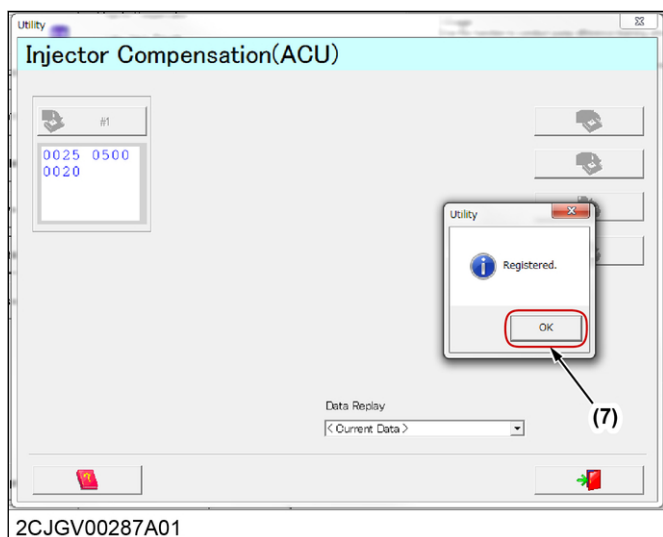 Utility
Injector Compensation(ACU)
#1
0025 0500
0020
Utility
Registered.
OK
(7)
Data Replay
< Current Data >
2CJGV00287A01